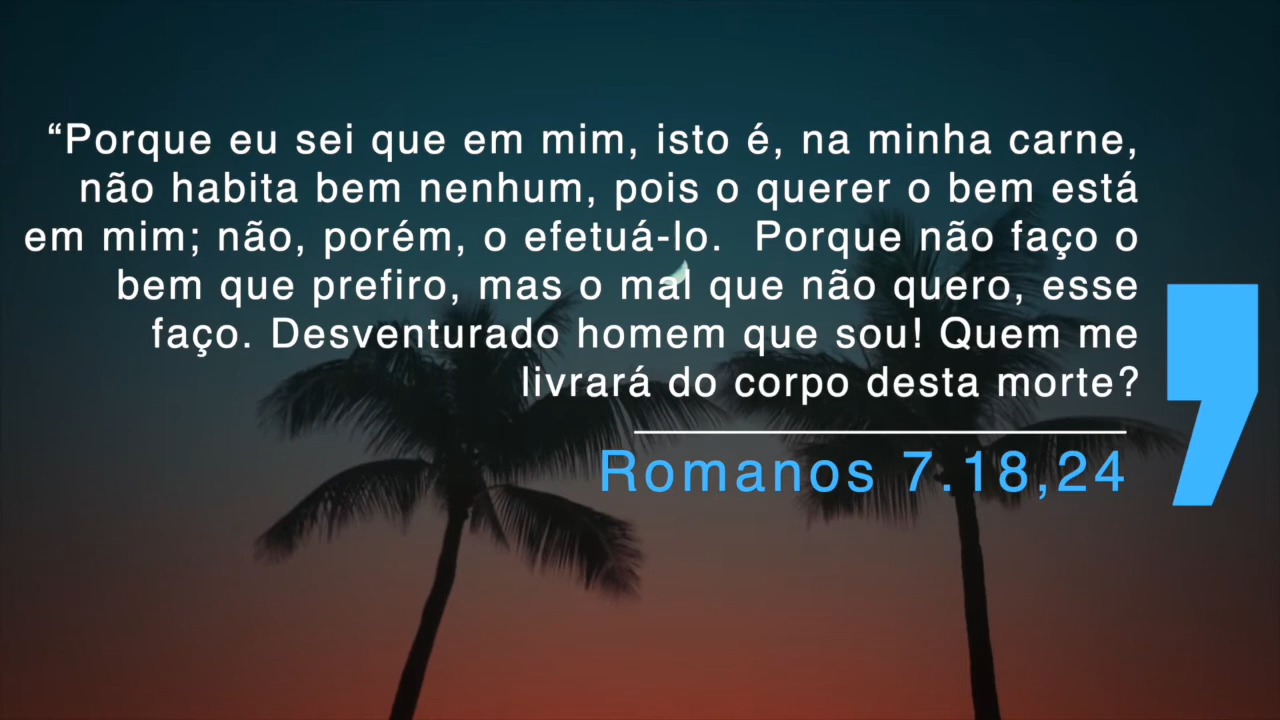 “Porque eu sei que em mim, isto é, na minha carne,
não habita bem nenhum, pois o querer o bem está
em mim; não, porém, o efetuá-lo.  Porque não faço o
bem que prefiro, mas o mal que não quero, esse
faço. Desventurado homem que sou! Quem me
livrará do corpo desta morte?
Romanos 7.18,24